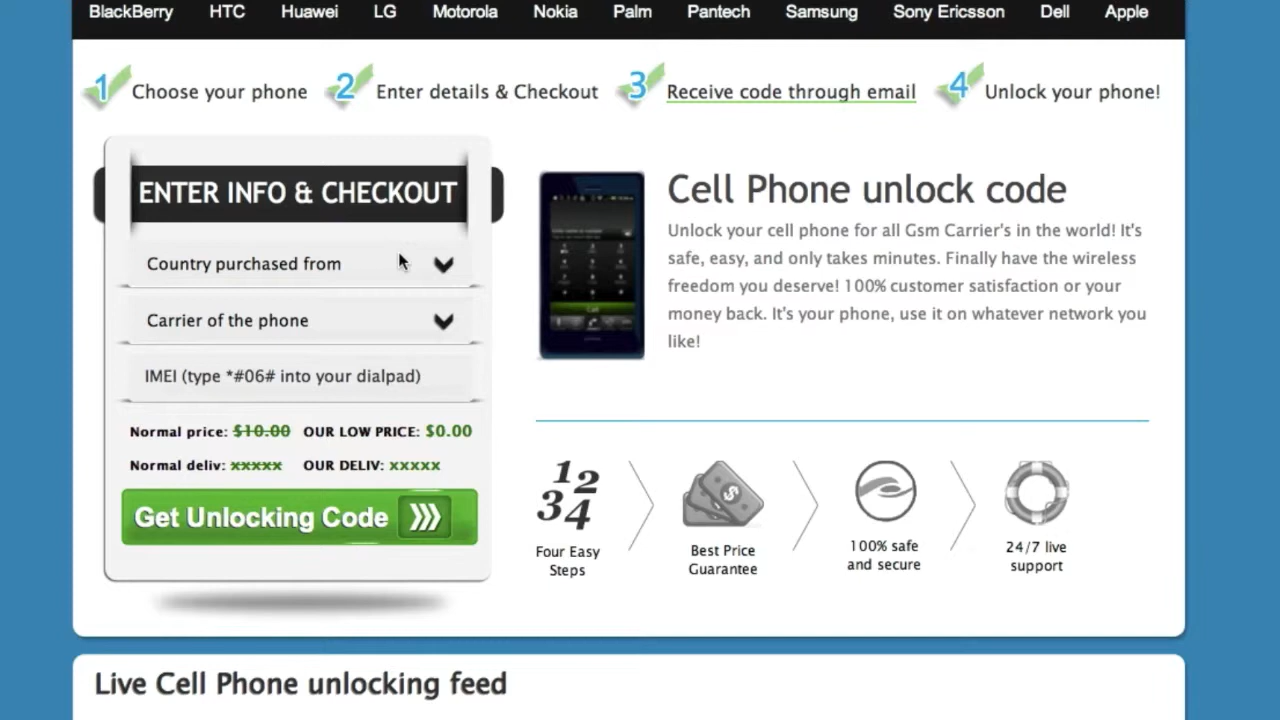 BlackBerry HTC Huawei LG Motorola Nokia Palm Pantech Samsung Sony Ericsson Dell Apple
1 Choose your phone 2 Enter details & Checkout 3 Receive code through email 4 Unlock your phone!
ENTER INFO & CHECKOUT
Country purchased from
Carrier of the phone
IMEI (type *#06# into your dialpad)
Normal price: $10.00 OUR LOW PRICE: $0.00
Normal deliv: xxxxx OUR DELIV: xxxxx
Get Unlocking Code
Cell Phone unlock code
Unlock your cell phone for all Gsm Carrier's in the world! It's
safe, easy, and only takes minutes. Finally have the wireless
freedom you deserve! 100% customer satisfaction or your
money back. It's your phone, use it on whatever network you
like!
1 2
3 4
Four Easy
Steps
Best Price
Guarantee
100% safe
and secure
24/7 live
support
Live Cell Phone unlocking feed